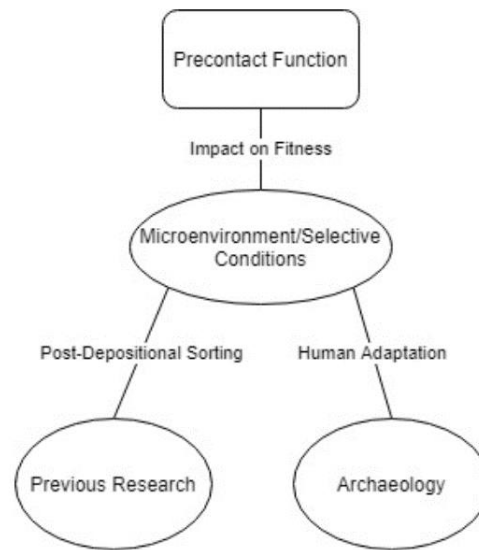 Precontact Function
Impact on Fitness
Microenvironment/Selective
Conditions
Post-Depositional Sorting
Human Adaptation
Previous Research
Archaeology